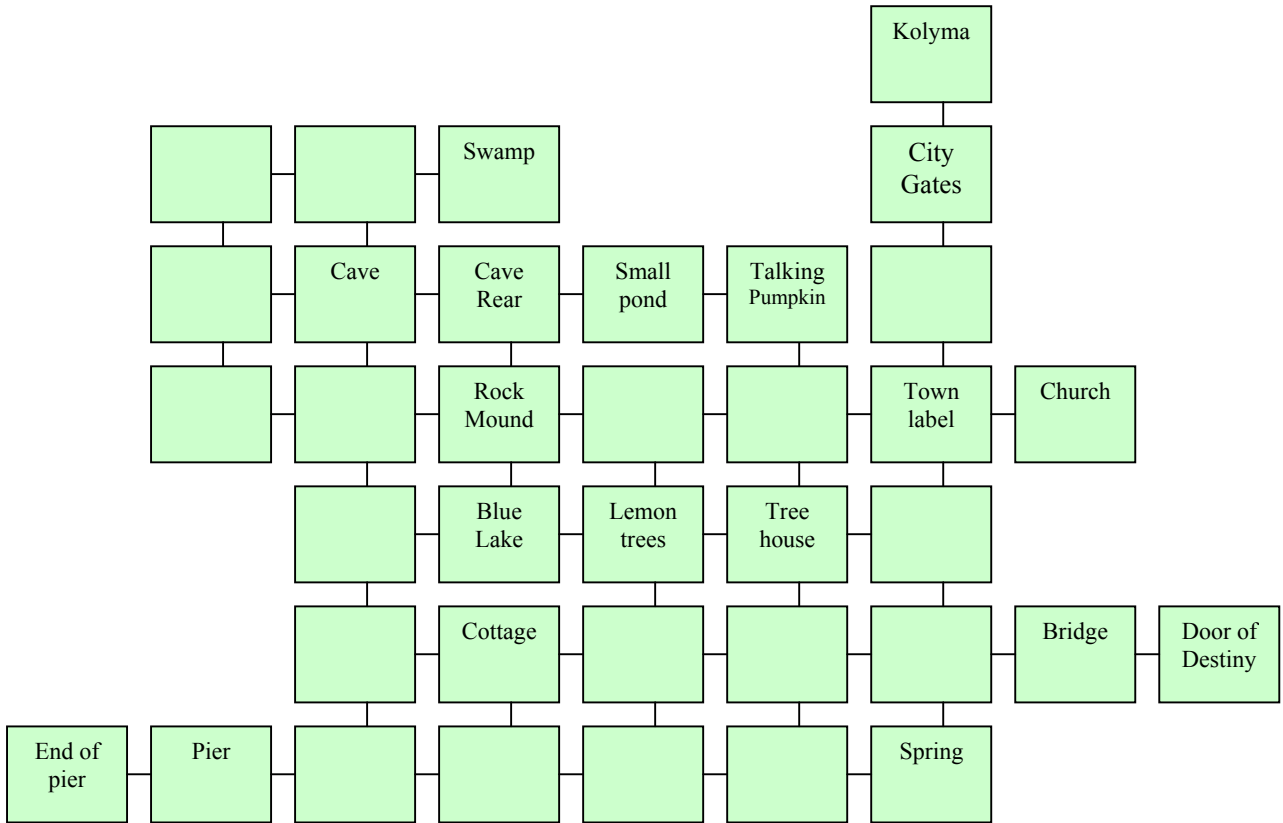 Kolyma
Swamp
City
Gates
Cave
Cave
Rear
Small
pond
Talking
Pumpkin
Rock
Mound
Town
label
Church
Blue
Lake
Lemon
trees
Tree
house
Cottage
Bridge
Door of
Destiny
End of
pier
Pier
Spring